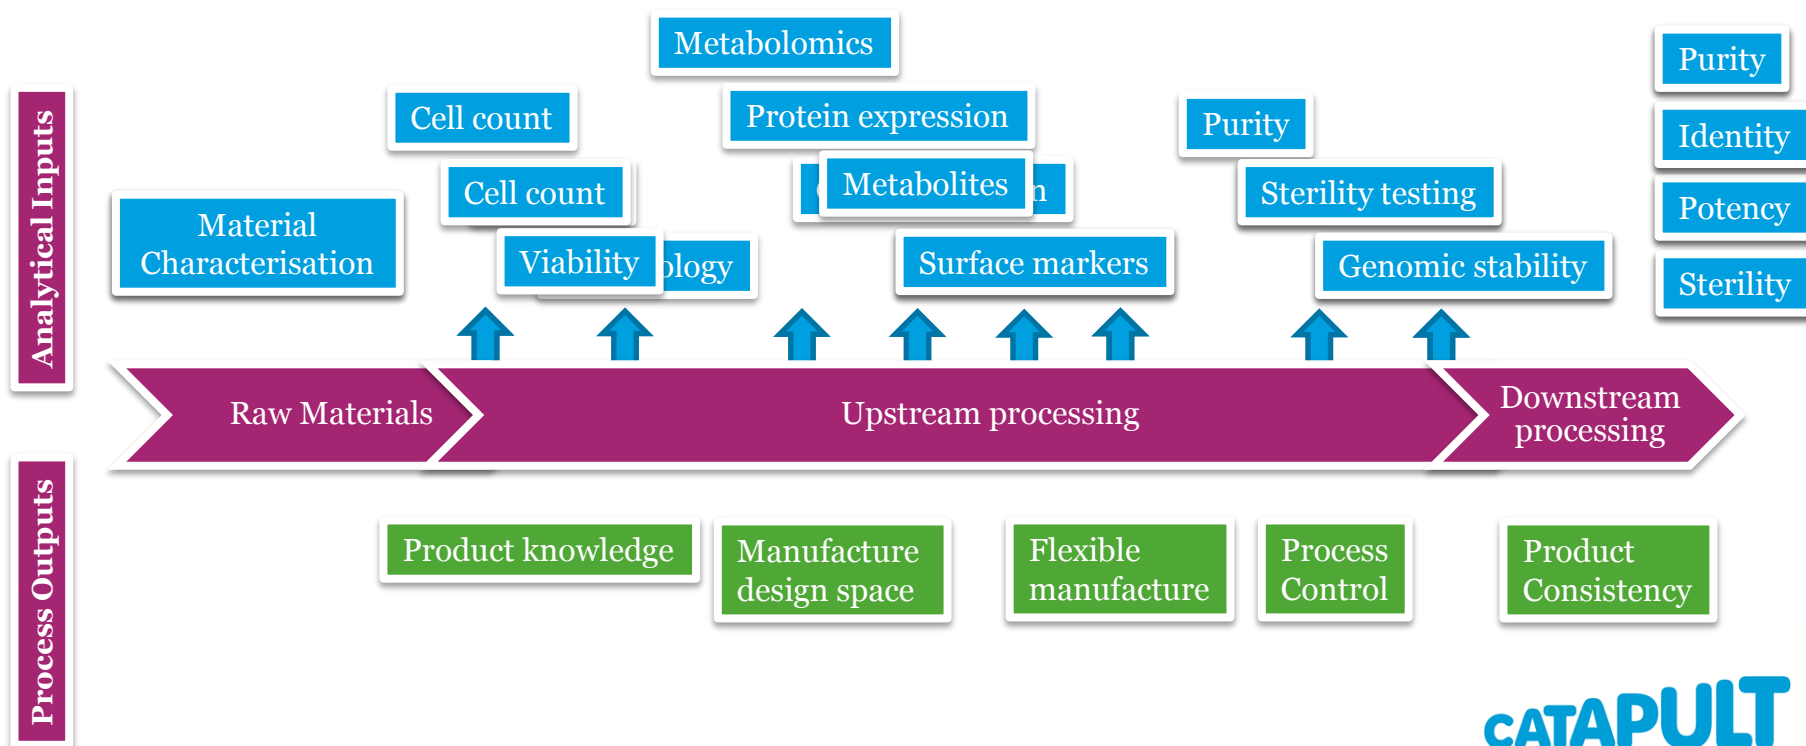 Metabolomics
Purity
Cell count
Protein expression
Purity
Identity
Cell count
Metabolites
Sterility testing
Potency
Material
Characterisation
Viability
Surface markers
Genomic stability
Sterility
Analytical Inputs
Raw Materials
Upstream processing
Downstream
processing
Process Outputs
Product knowledge
Manufacture
design space
Flexible
manufacture
Process
Control
Product
Consistency
CATAPULT